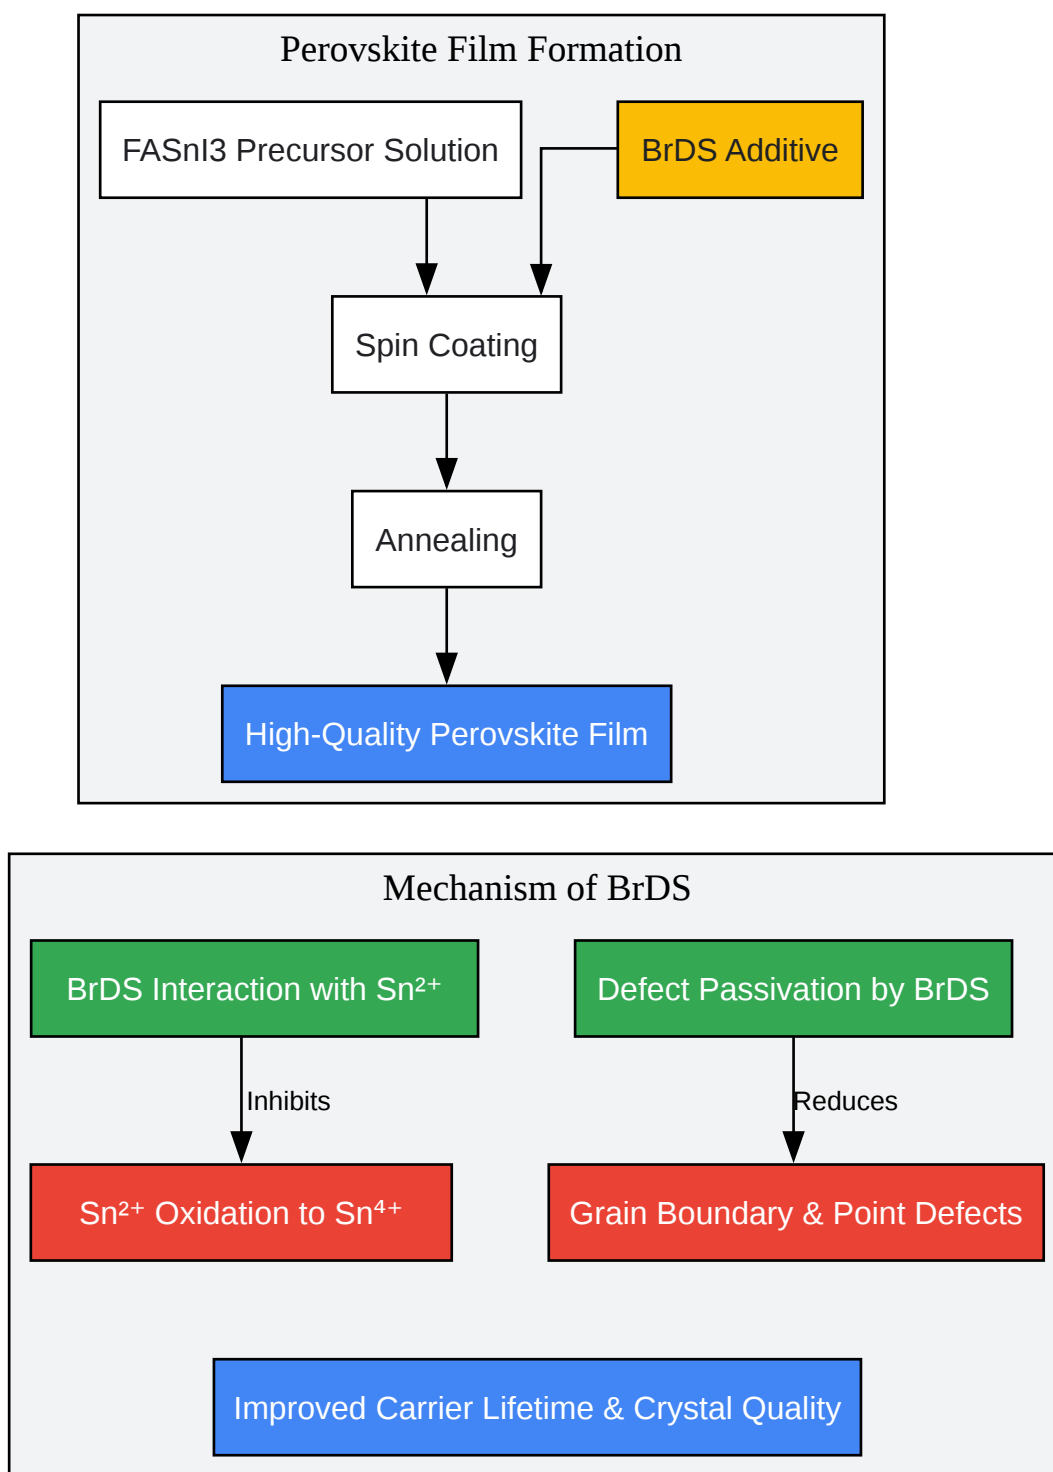 Perovskite Film Formation
FASnI3 Precursor Solution
BrDS Additive
Spin Coating
Annealing
High-Quality Perovskite Film
Mechanism of BrDS
BrDS Interaction with Sn²⁺
Defect Passivation by BrDS
Inhibits
Reduces
Sn²⁺ Oxidation to Sn⁴⁺
Grain Boundary & Point Defects
Improved Carrier Lifetime & Crystal Quality